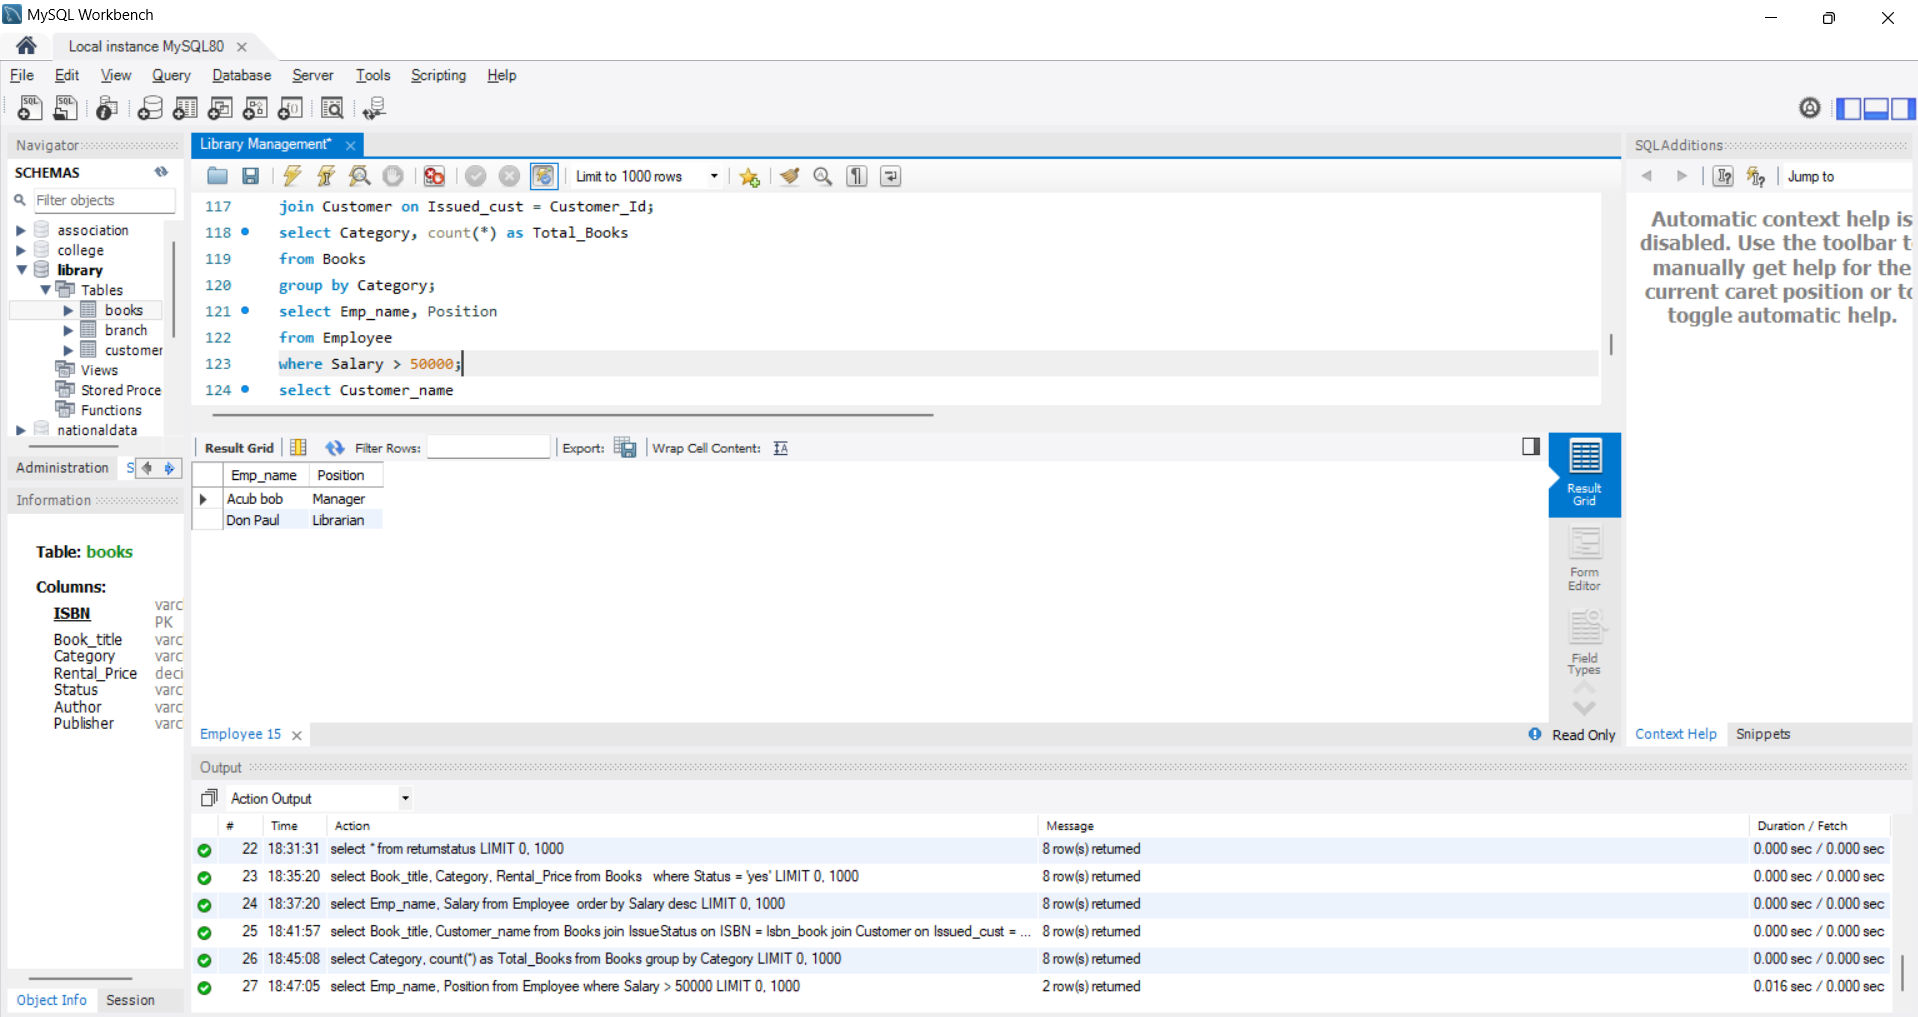 MySQL Workbench
Local instance MySQL80
File Edit View Query Database Server Tools Scripting Help
Navigator
SCHEMAS
Filter objects
association
college
library
Tables
books
branch
customer
Views
Stored Proce
Functions
nationaldata
Administration S
Information
Table: books
Columns:
ISBN varc
PK
Book_title varc
Category varc
Rental_Price deci
Status varc
Author varc
Publisher varc
Object Info Session
Library Management*
Limit to 1000 rows
117 join Customer on Issued_cust = Customer_Id;
118 select Category, count(*) as Total_Books
119 from Books
120 group by Category;
121 select Emp_name, Position
122 from Employee
123 where Salary > 50000;
124 select Customer_name
Result Grid Filter Rows: Export: Wrap Cell Content:
Emp_name Position
Acub bob Manager
Don Paul Librarian
Result
Grid
Form
Editor
Field
Types
Employee 15
Read Only
SQLAdditions
Jump to
Automatic context help is
disabled. Use the toolbar t
manually get help for the
current caret position or to
toggle automatic help.
Context Help Snippets
Output
Action Output
# Time Action Message Duration / Fetch
22 18:31:31 select * from returnstatus LIMIT 0, 1000 8 row(s) returned 0.000 sec / 0.000 sec
23 18:35:20 select Book_title, Category, Rental_Price from Books where Status = 'yes' LIMIT 0, 1000 8 row(s) returned 0.000 sec / 0.000 sec
24 18:37:20 select Emp_name, Salary from Employee order by Salary desc LIMIT 0, 1000 8 row(s) returned 0.000 sec / 0.000 sec
25 18:41:57 select Book_title, Customer_name from Books join IssueStatus on ISBN = Isbn_book join Customer on Issued_cust = ... 8 row(s) returned 0.000 sec / 0.000 sec
26 18:45:08 select Category, count(*) as Total_Books from Books group by Category LIMIT 0, 1000 8 row(s) returned 0.000 sec / 0.000 sec
27 18:47:05 select Emp_name, Position from Employee where Salary > 50000 LIMIT 0, 1000 2 row(s) returned 0.016 sec / 0.000 sec